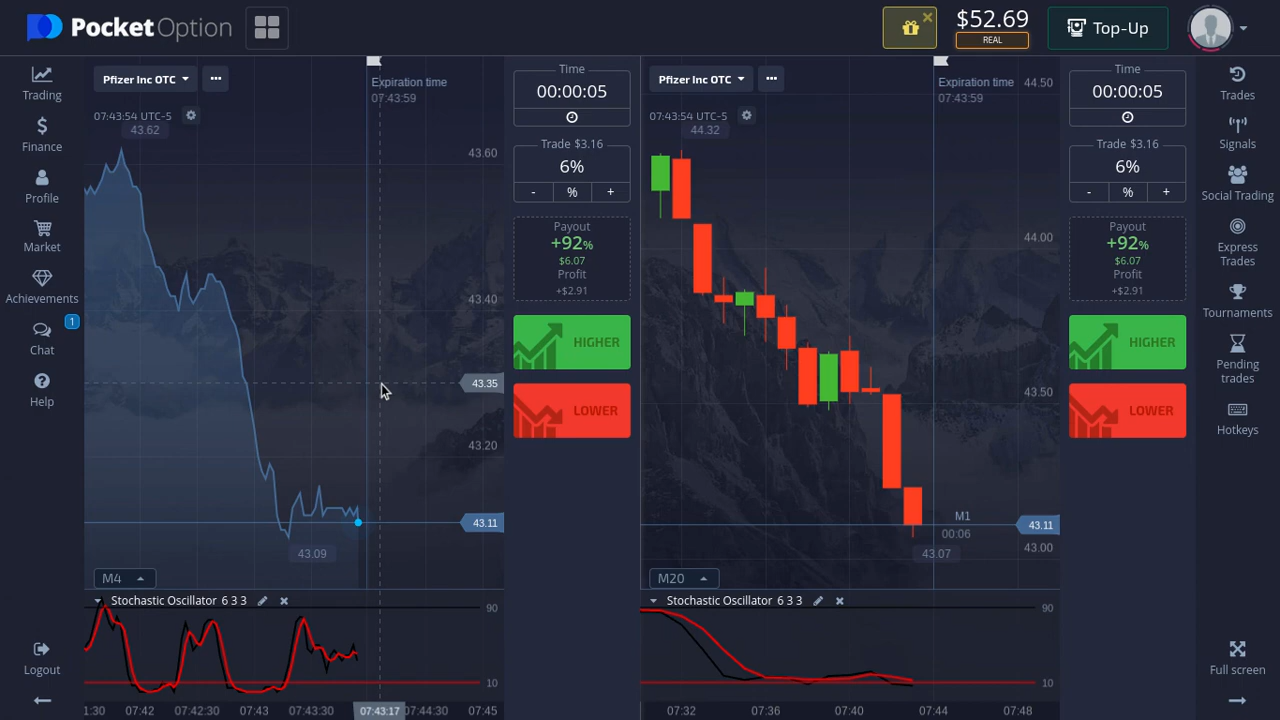 PocketOption
$52.69
REAL
Top-Up
Trading
Finance
Profile
Market
Achievements
1
Chat
Help
Logout
Pfizer Inc OTC
Expiration time
07:43:59
07:43:54 UTC-5
43.62
43.60
43.40
43.35
43.20
43.11
43.09
M4
Stochastic Oscillator 6 3 3
90
10
1:30
07:42
07:42:30
07:43
07:43:30
07:43:17
07:44:30
07:45
Time
00:00:05
Trade $3.16
6%
- % +
Payout
+92%
$6.07
Profit
+$2.91
HIGHER
LOWER
Pfizer Inc OTC
Expiration time
07:43:59
44.50
07:43:54 UTC-5
44.32
44.00
43.50
M1
00:06
43.11
43.07
43.00
M20
Stochastic Oscillator 6 3 3
90
10
07:32
07:36
07:40
07:44
07:48
Time
00:00:05
Trade $3.16
6%
- % +
Payout
+92%
$6.07
Profit
+$2.91
HIGHER
LOWER
Trades
Signals
Social Trading
Express
Trades
Tournaments
Pending
trades
Hotkeys
Full screen